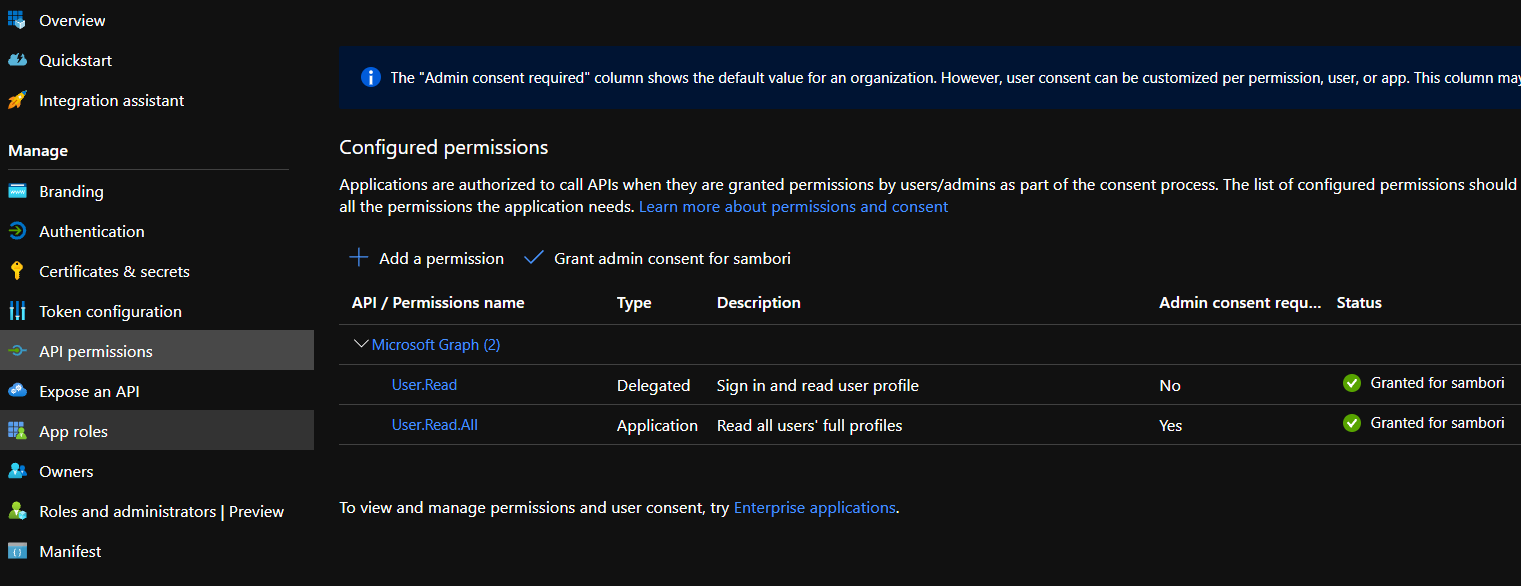 Overview
Quickstart
Integration assistant
Manage
Branding
Authentication
Certificates & secrets
Token configuration
API permissions
Expose an API
App roles
Owners
Roles and administrators | Preview
Manifest
The "Admin consent required" column shows the default value for an organization. However, user consent can be customized per permission, user, or app. This column may
Configured permissions
Applications are authorized to call APIs when they are granted permissions by users/admins as part of the consent process. The list of configured permissions should
all the permissions the application needs. Learn more about permissions and consent
Add a permission Grant admin consent for sambori
API / Permissions name Type Description Admin consent requ... Status
Microsoft Graph (2)
User.Read Delegated Sign in and read user profile No Granted for sambori
User.Read.All Application Read all users' full profiles Yes Granted for sambori
To view and manage permissions and user consent, try Enterprise applications.